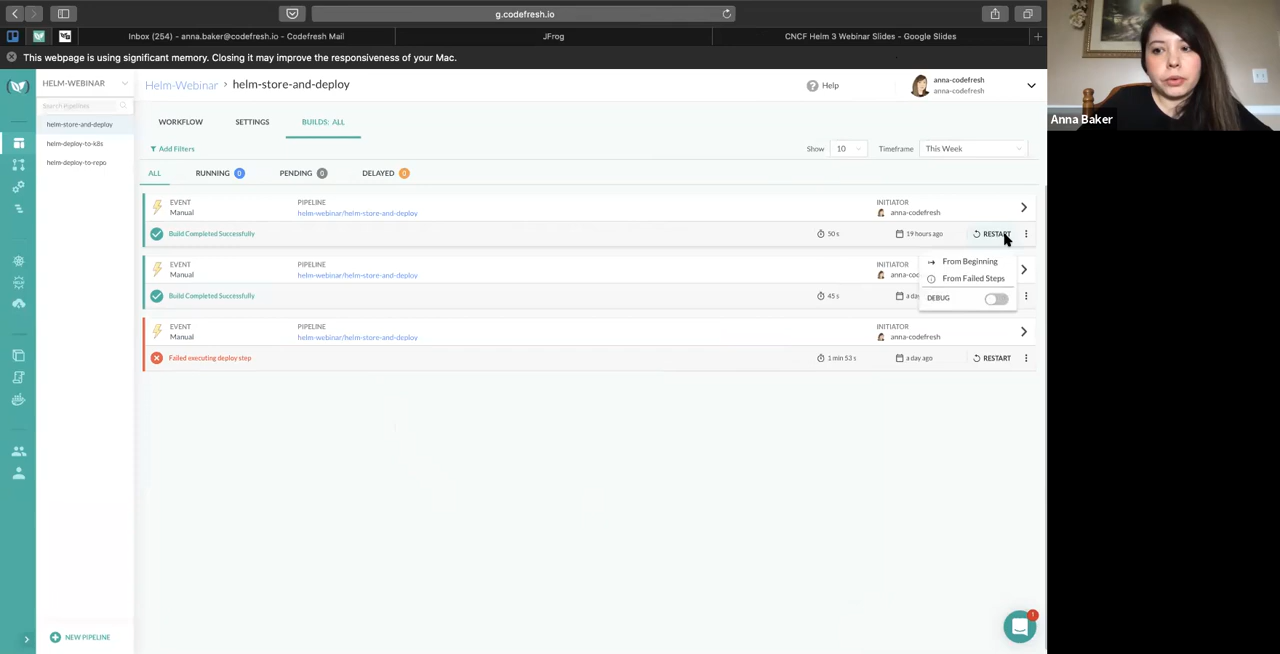 g.codefresh.io
Inbox (254) - anna.baker@codefresh.io - Codefresh Mail
JFrog
CNCF Helm 3 Webinar Slides - Google Slides
This webpage is using significant memory. Closing it may improve the responsiveness of your Mac.
HELM-WEBINAR
Helm-Webinar > helm-store-and-deploy
Help
anna-codefresh
anna-codefresh
Anna Baker
Search Pipelines
helm-store-and-deploy
helm-deploy-to-k8s
helm-deploy-to-repo
WORKFLOW
SETTINGS
BUILDS: ALL
Add Filters
Show
10
Timeframe
This Week
ALL
RUNNING 0
PENDING 0
DELAYED 0
EVENT
Manual
PIPELINE
helm-webinar/helm-store-and-deploy
INITIATOR
anna-codefresh
Build Completed Successfully
50 s
19 hours ago
RESTART
From Beginning
From Failed Steps
DEBUG
EVENT
Manual
PIPELINE
helm-webinar/helm-store-and-deploy
INITIATOR
anna-cod
Build Completed Successfully
45 s
a day
EVENT
Manual
PIPELINE
helm-webinar/helm-store-and-deploy
INITIATOR
anna-codefresh
Failed executing deploy step
1 min 53 s
a day ago
RESTART
NEW PIPELINE
1